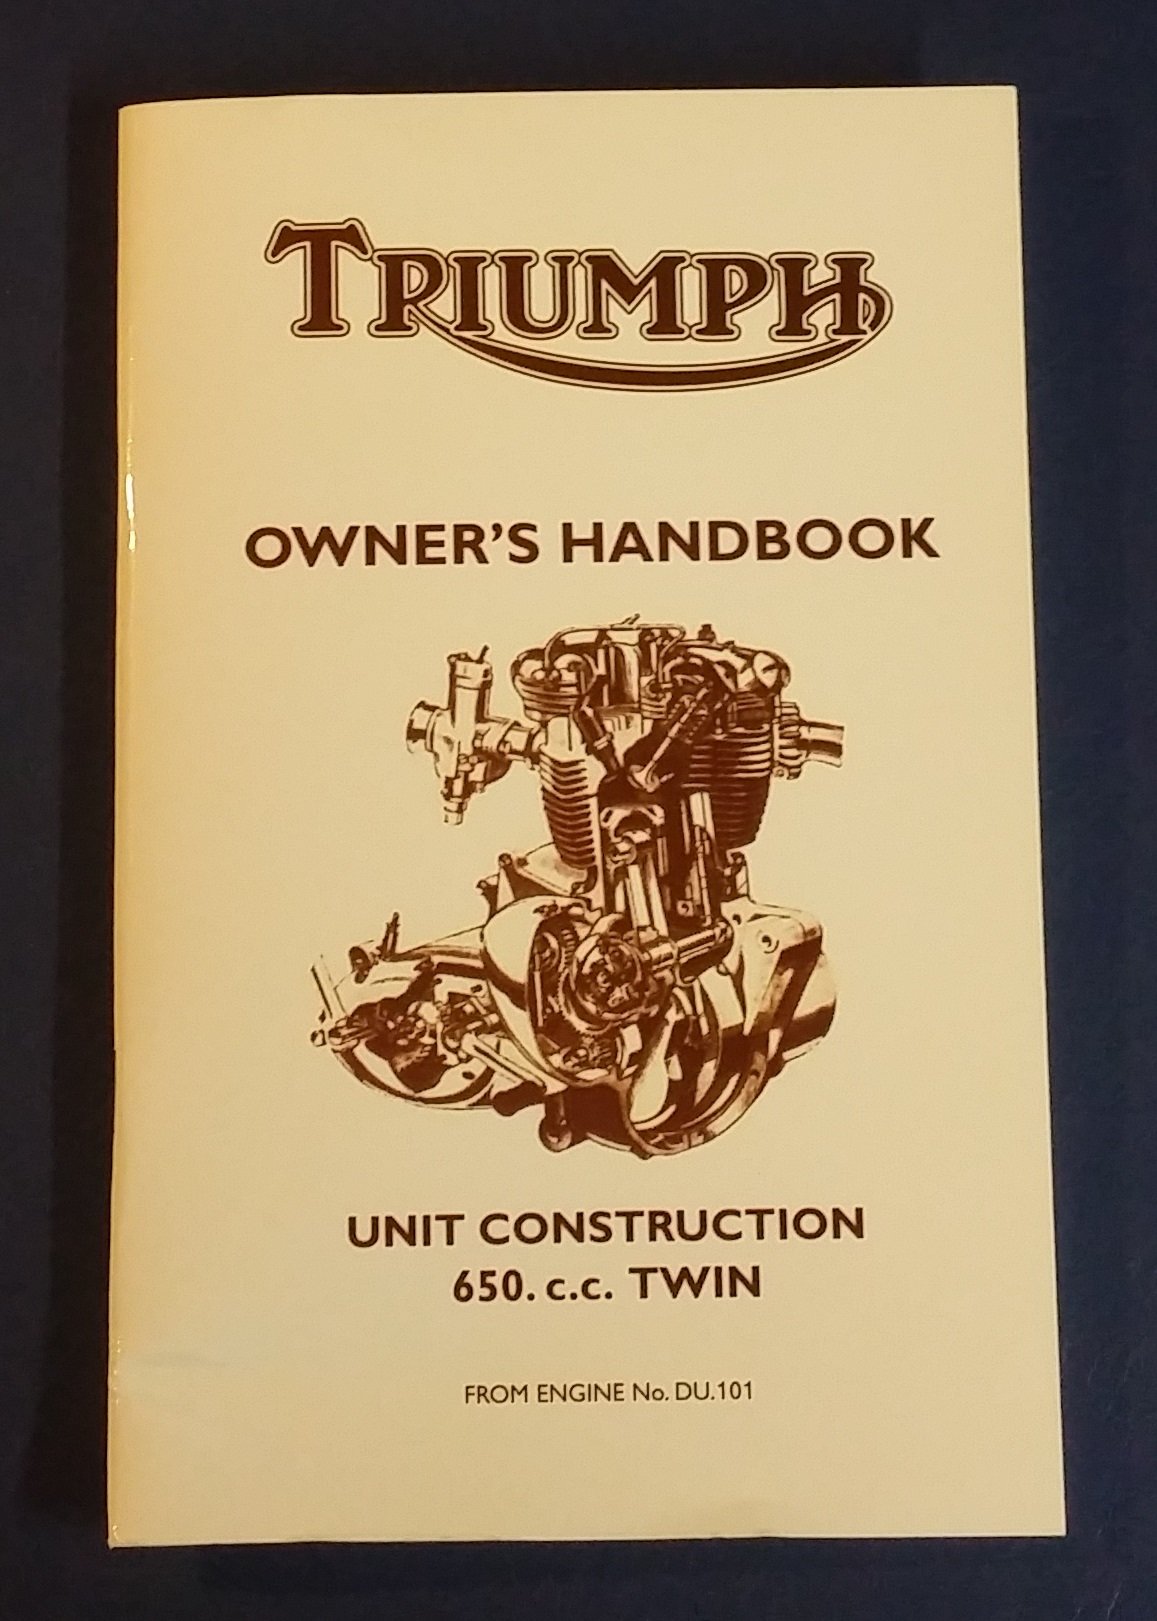 TRIUMPH
OWNER'S HANDBOOK
UNIT CONSTRUCTION
650. c.c. TWIN
FROM ENGINE No. DU.101